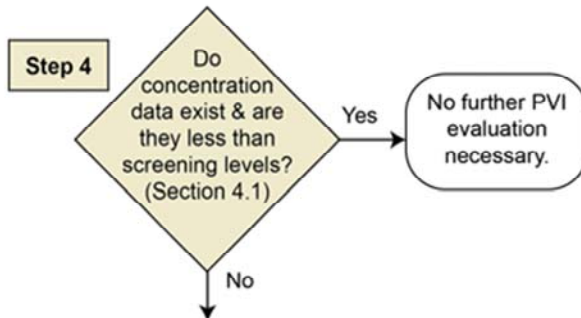 Step 4
Do
concentration
data exist & are
they less than
screening levels?
(Section 4.1)
Yes
No further PVI
evaluation
necessary.
No